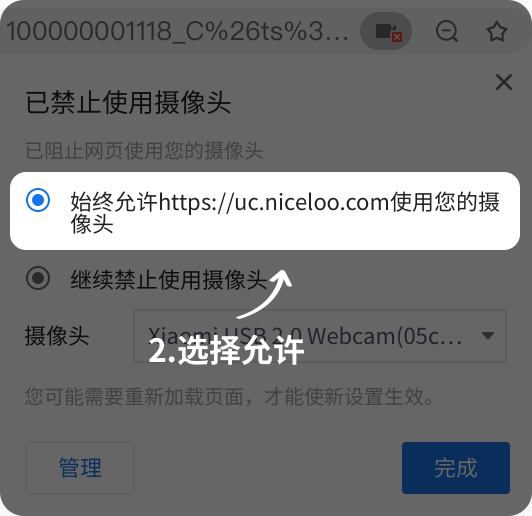 100000001118_C%26ts%3...
已禁止使用摄像头
已阻止网页使用您的摄像头
始终允许https://uc.niceloo.com使用您的摄
像头
继续禁止使用摄像头
摄像头
Xiaomi USB 2.0 Webcam(05c...
2.选择允许
您可能需要重新加载页面，才能使新设置生效。
管理
完成